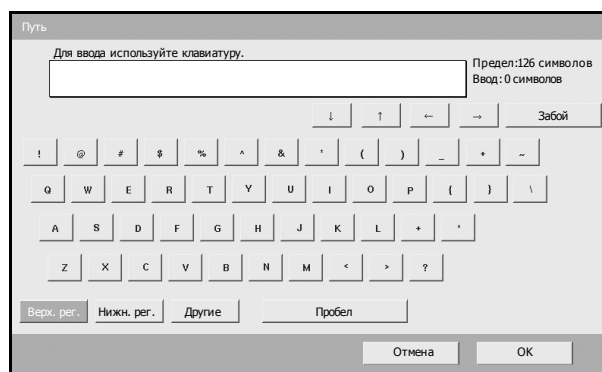 Путь
Для ввода используйте клавиатуру.
Предел:126 символов
Ввод: 0 символов
↓ ↑ ← → Забой
! @ # $ % ^ & * ( ) _ + ~
Q W E R T Y U I O P { } \
A S D F G H J K L + "
Z X C V B N M < > ?
Верх. рег. Нижн. рег. Другие Пробел
Отмена OK